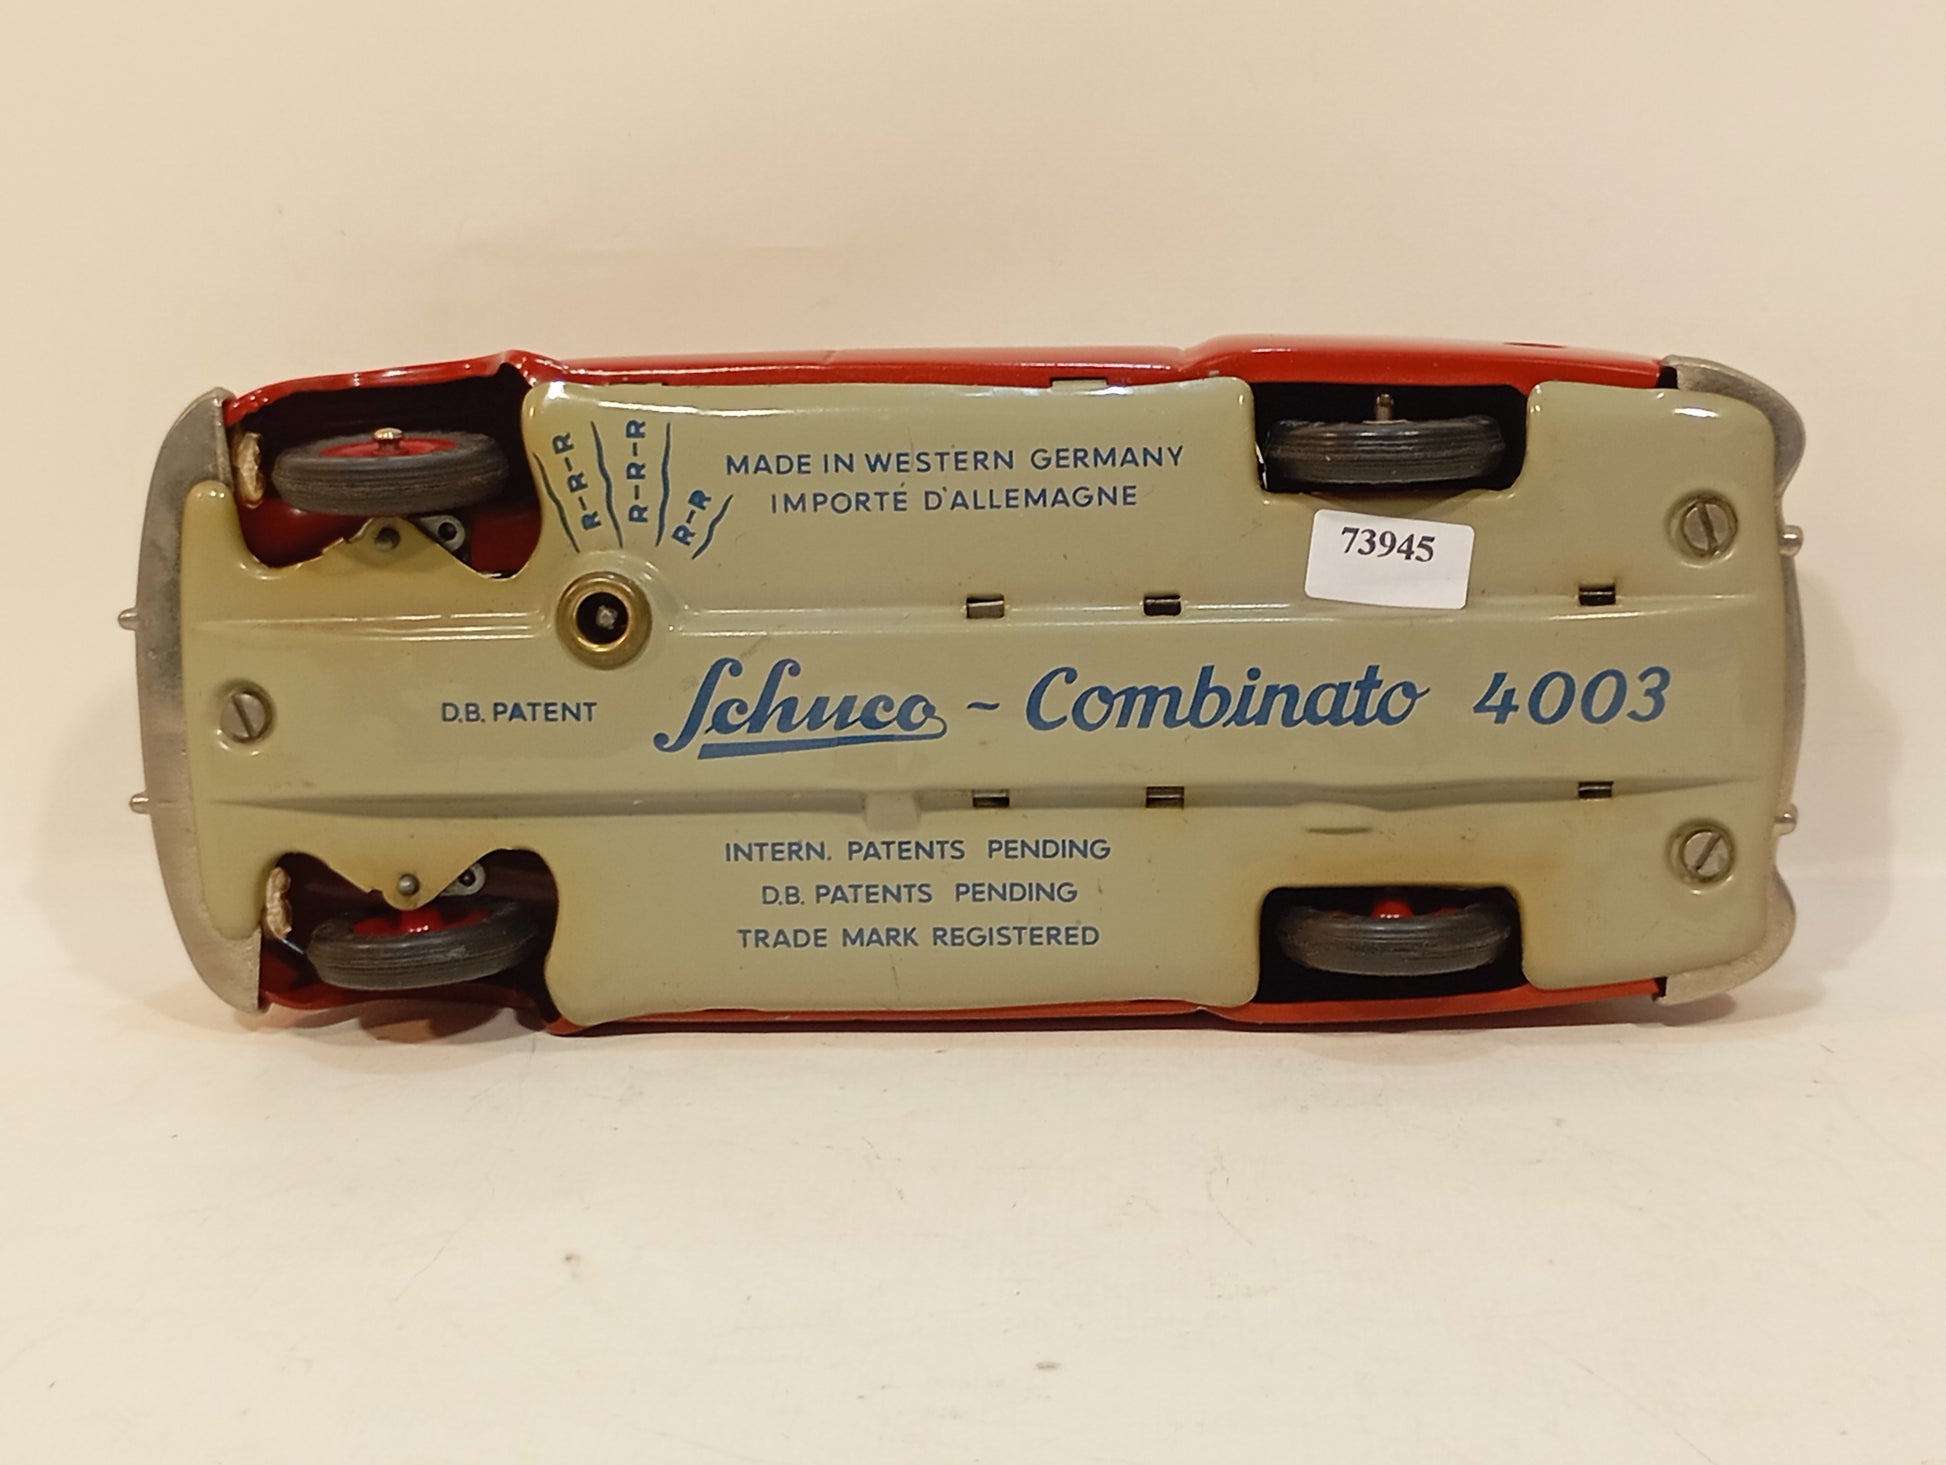 R-R-R
R-R-R
R-R
MADE IN WESTERN GERMANY
IMPORTÉ D'ALLEMAGNE
73945
D.B. PATENT
Schuco ~ Combinato 4003
INTERN. PATENTS PENDING
D.B. PATENTS PENDING
TRADE MARK REGISTERED